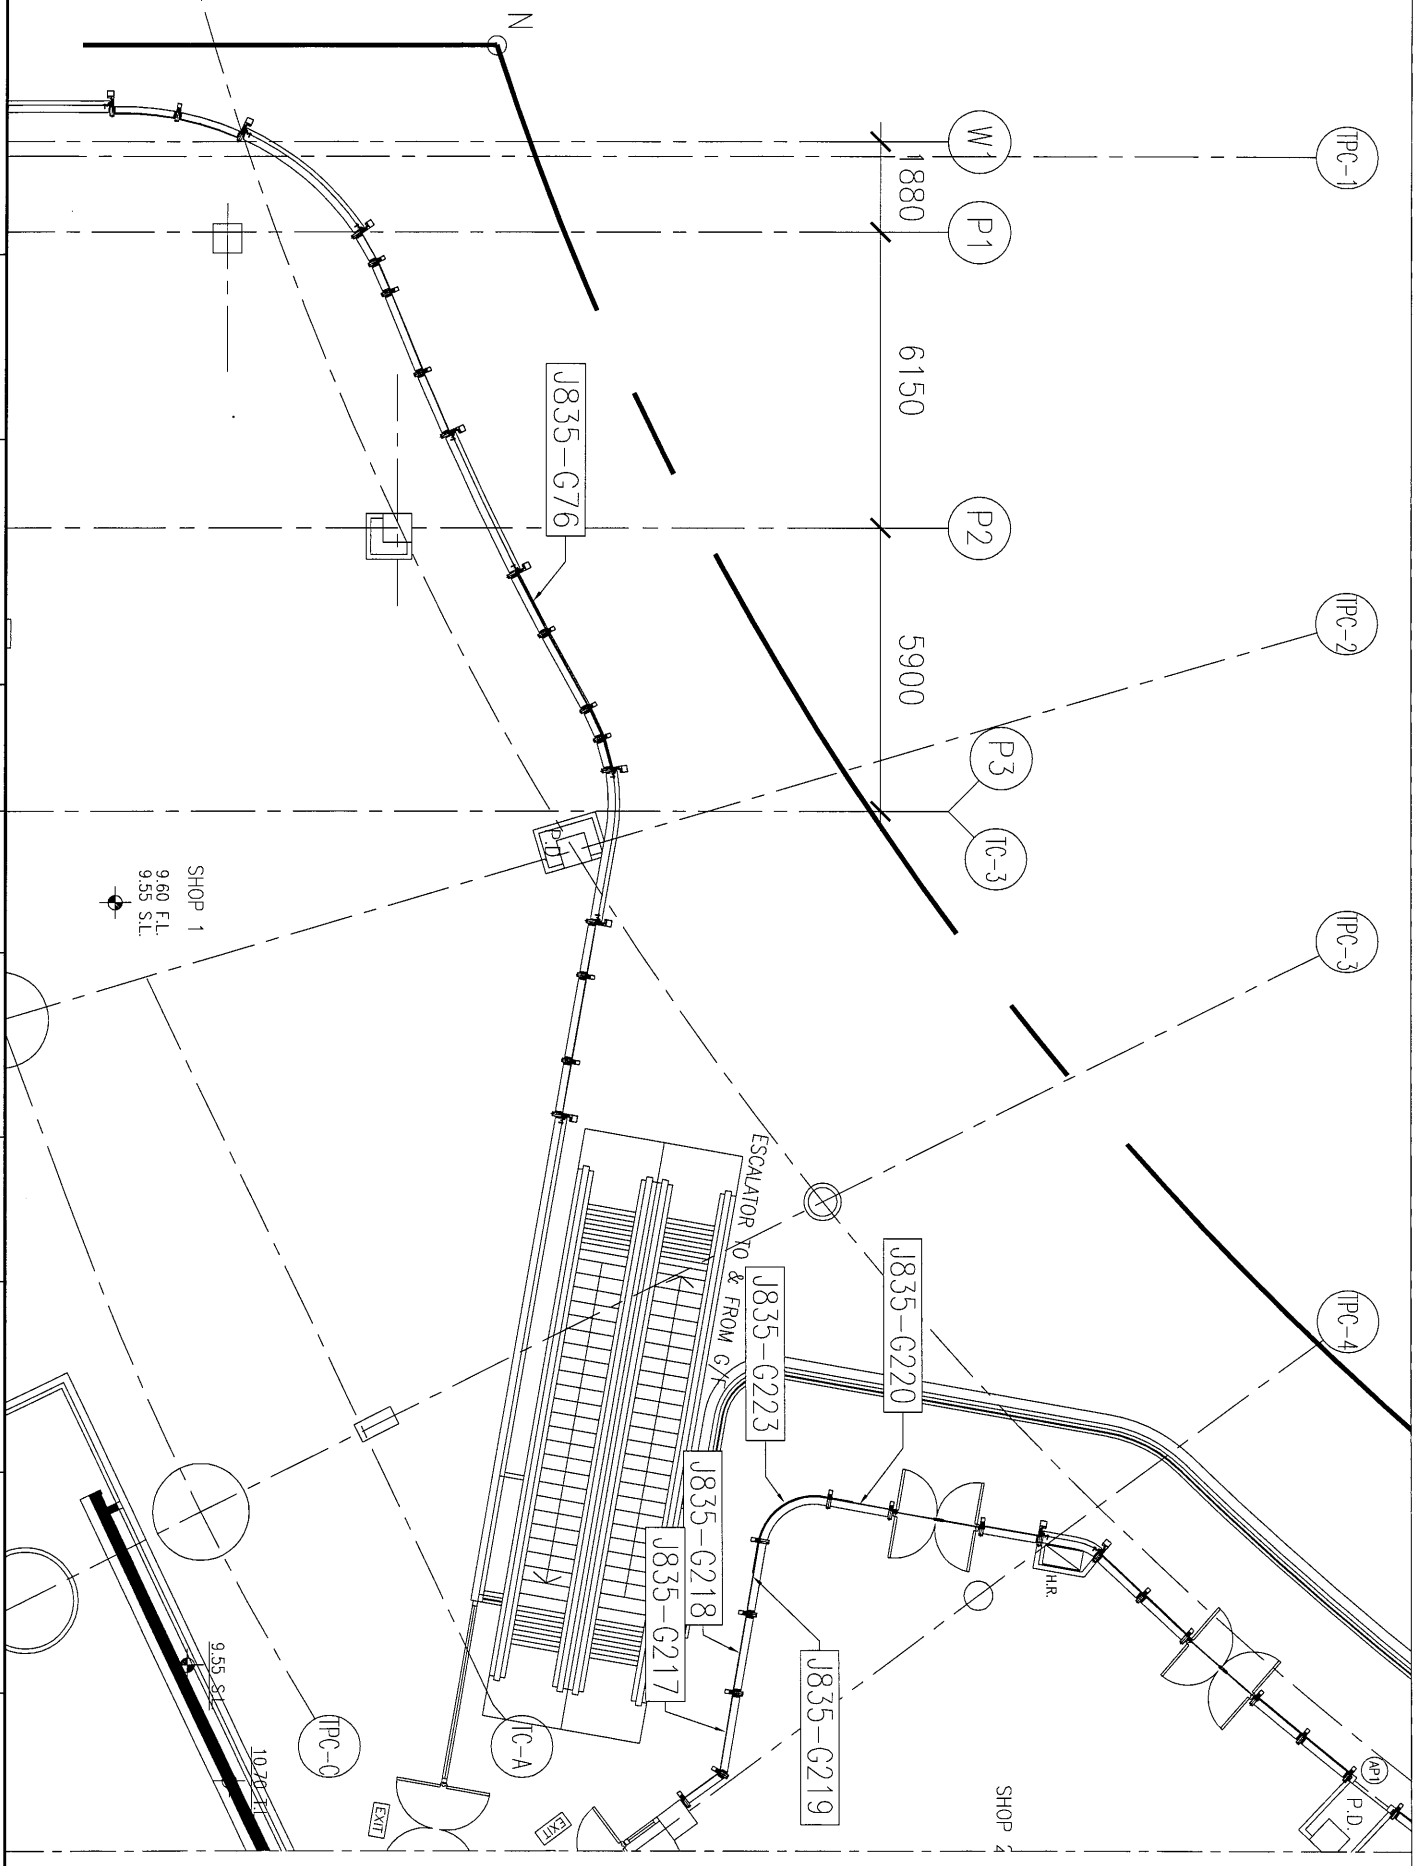 N
W1
TPC-1
1880
P1
6150
J835-G76
P2
TPC-2
5900
P3
TC-3
P.D.
SHOP 1
9.60 F.L.
9.55 S.L.
TPC-3
ESCALATOR TO & FROM G/
J835-G220
J835-G223
TPC-4
J835-G218
J835-G217
J835-G219
H.R.
9.55 S.L
TPC-C
TC-A
10.70
EXIT
EXIT
SHOP 2
AP1
P.D.